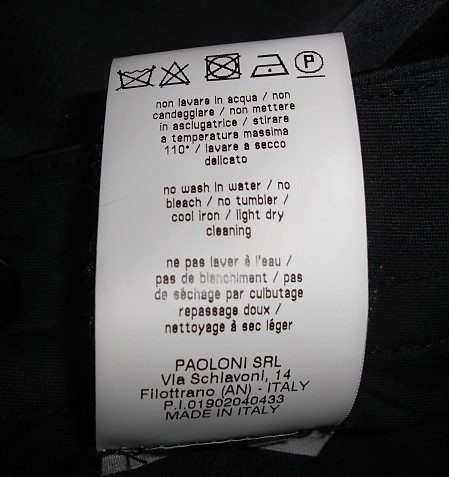 P
non lavare in acqua / non
candeggiare / non mettere
in asciugatrice / stirare
a temperatura massima
110° / lavare a secco
delicato
no wash in water / no
bleach / no tumbler /
cool iron / light dry
cleaning
ne pas laver à l'eau /
pas de blanchiment / pas
de séchage par culbutage
repassage doux /
nettoyage à sec léger
PAOLONI SRL
Via Schiavoni, 14
Filottrano (AN) - ITALY
P.I.01902040433
MADE IN ITALY